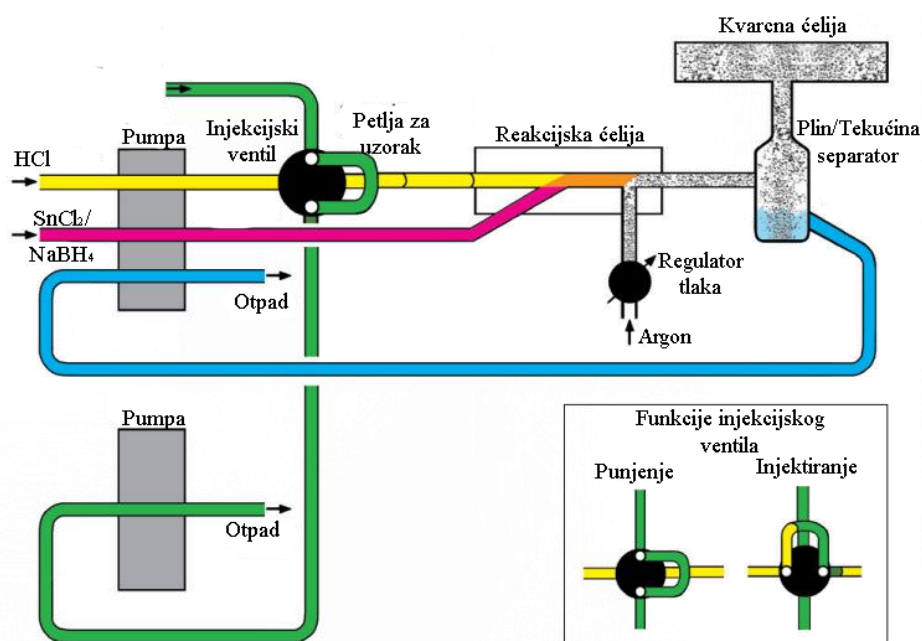 Kvarcna ćelija
Pumpa
Injekcijski
ventil
Petlja za
uzorak
Reakcijska ćelija
Plin/Tekućina
separator
HCl
SnCl₂/
NaBH₄
Otpad
Regulator
tlaka
Argon
Pumpa
Otpad
Funkcije injekcijskog
ventila
Punjenje
Injektiranje